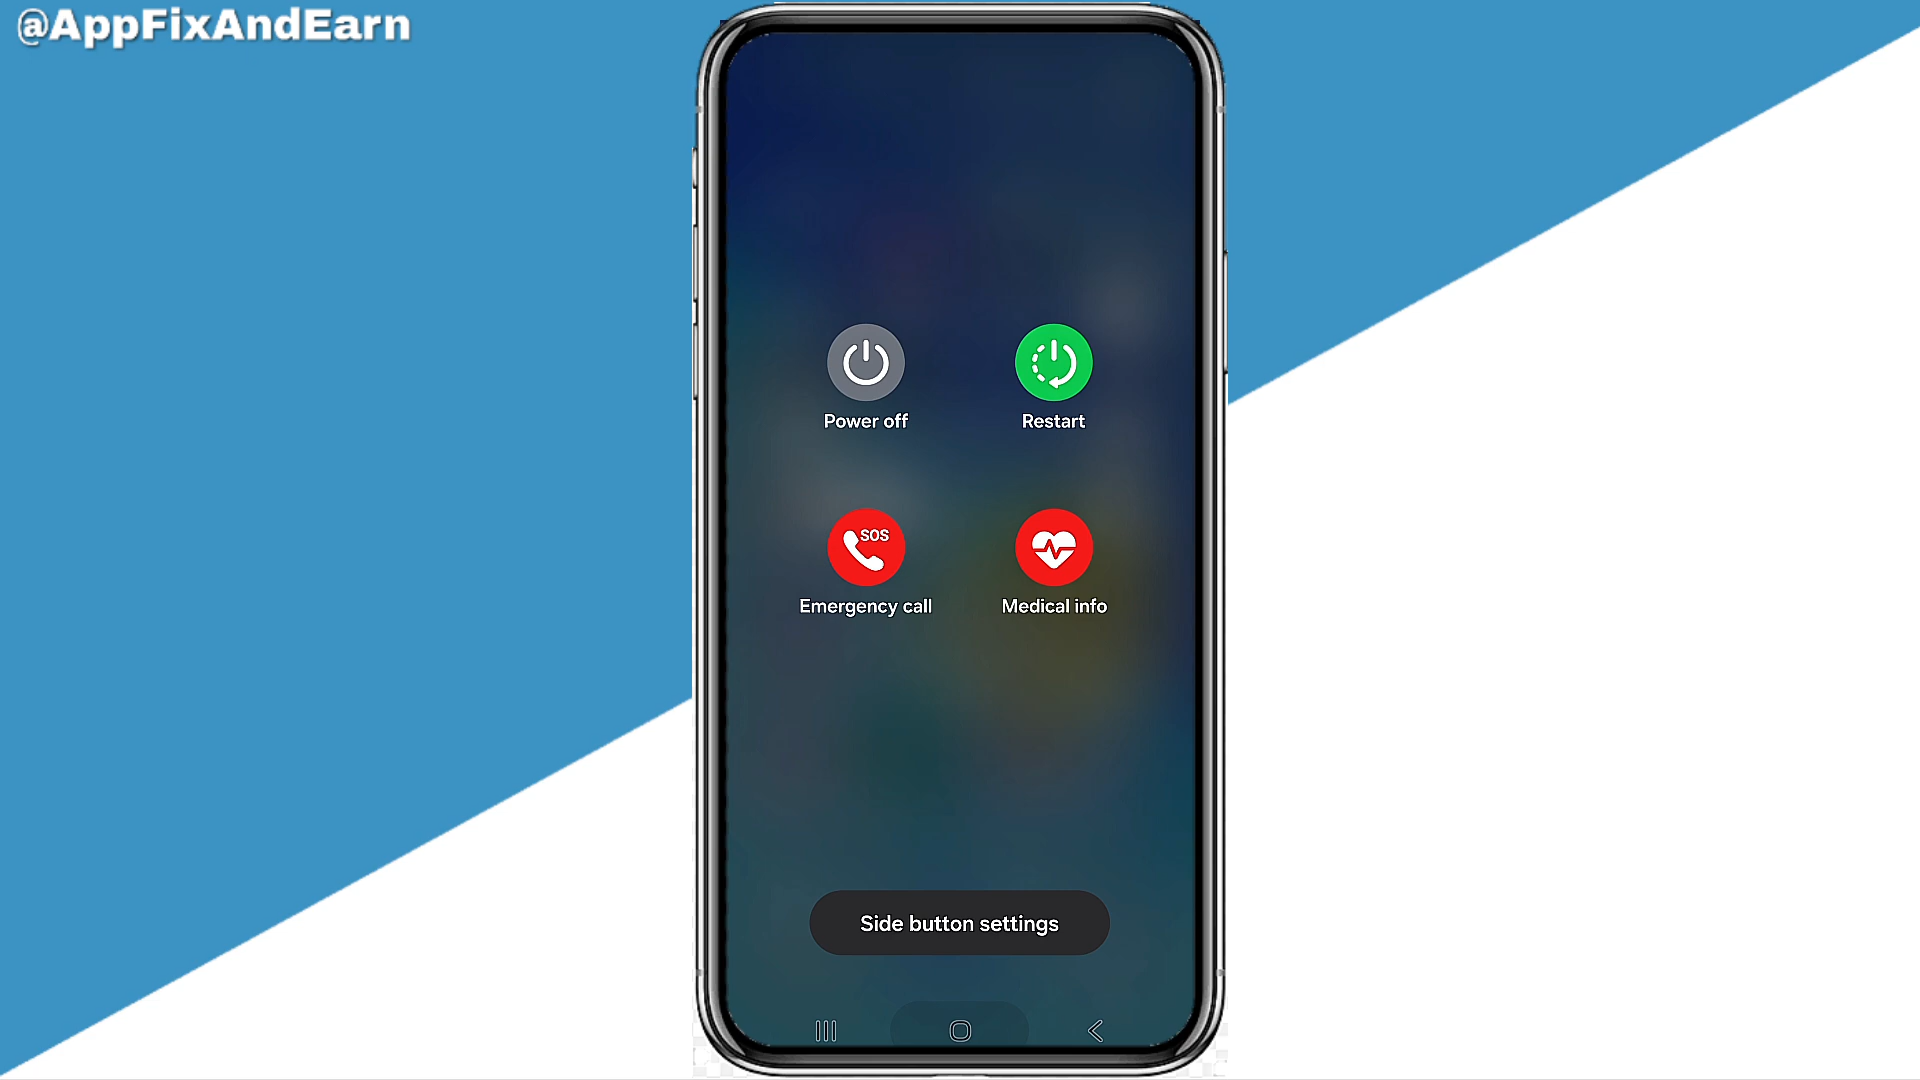 @AppFixAndEarn
Power off
Restart
SOS
Emergency call
Medical info
Side button settings